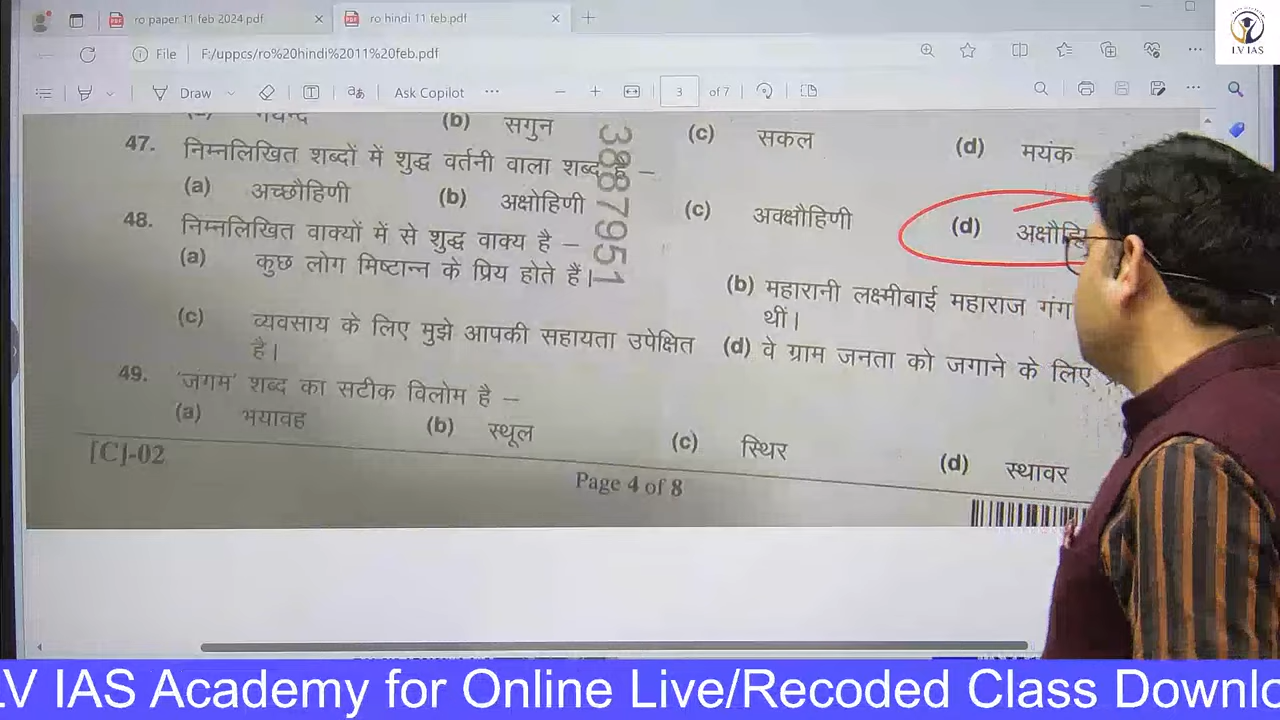 ro paper 11 feb 2024.pdf
ro hindi 11 feb.pdf
LV IAS
File F:/uppcs/ro%20hindi%2011%20feb.pdf
Draw Ask Copilot 3 of 7
(b) सगुन (c) सकल (d) मयंक
47. निम्नलिखित शब्दों में शुद्ध वर्तनी वाला शब्द है –
(a) अच्छौहिणी (b) अक्षोहिणी (c) अक्क्षौहिणी (d)
48. निम्नलिखित वाक्यों में से शुद्ध वाक्य है –
(a) कुछ लोग मिष्टान्न के प्रिय होते हैं।
(b) महारानी लक्ष्मीबाई महाराज
थीं।
(c) व्यवसाय के लिए मुझे आपकी सहायता उपेक्षित
है।
(d) वे ग्राम जनता को जगाने के लिए
49. 'जंगम' शब्द का सटीक विलोम है –
(a) भयावह (b) स्थूल (c) स्थिर (d) स्थावर
[C]-02
Page 4 of 8
3887951
LV IAS Academy for Online Live/Recoded Class Downlo